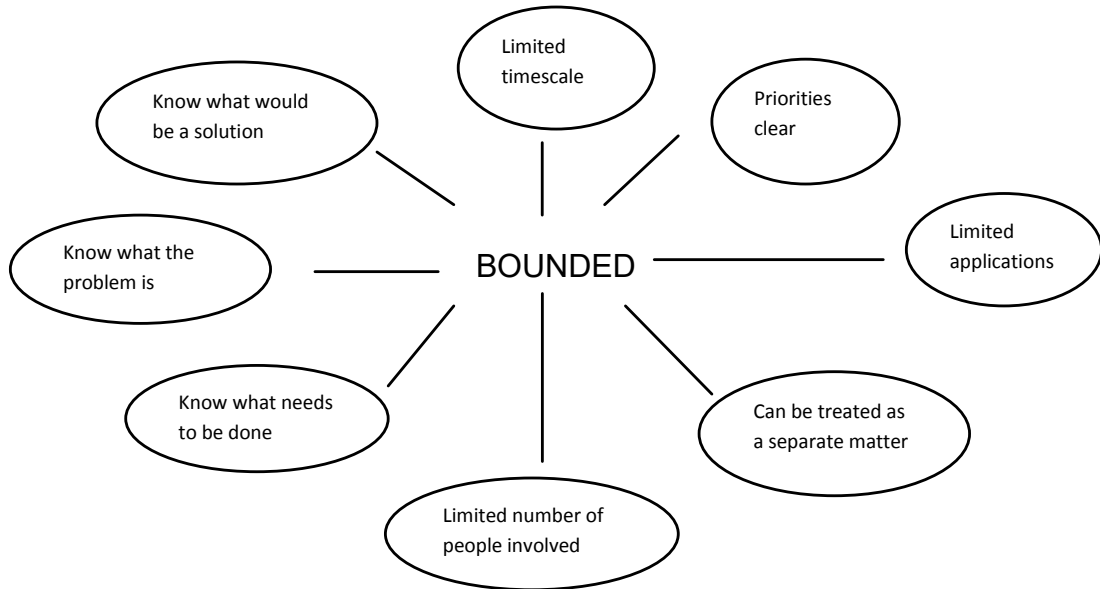 Limited
timescale
Priorities
clear
Know what would
be a solution
Limited
applications
Know what the
problem is
BOUNDED
Know what needs
to be done
Can be treated as
a separate matter
Limited number of
people involved